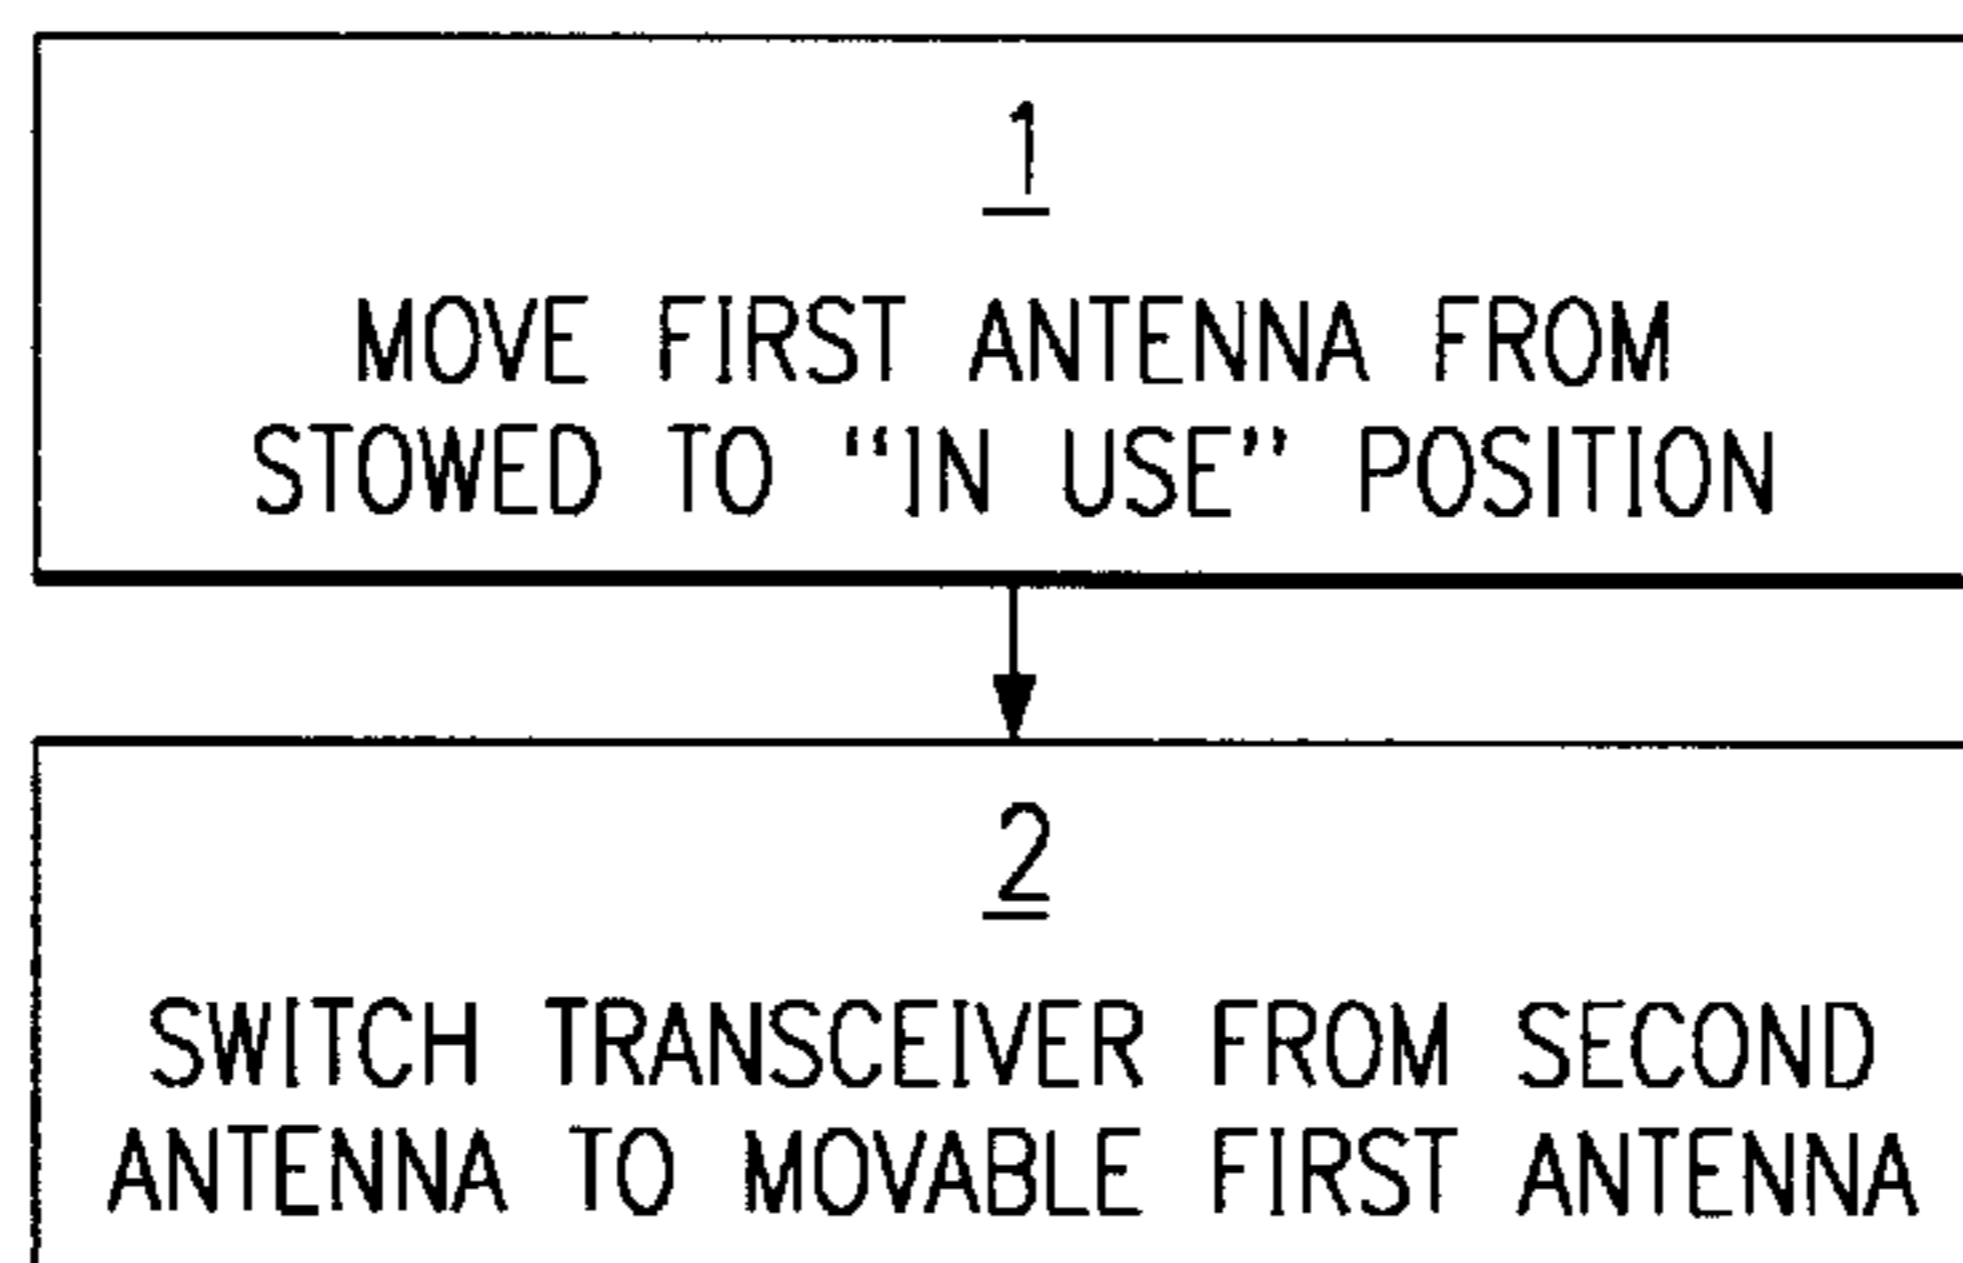 1
MOVE FIRST ANTENNA FROM
STOWED TO “IN USE” POSITION
2
SWITCH TRANSCEIVER FROM SECOND
ANTENNA TO MOVABLE FIRST ANTENNA